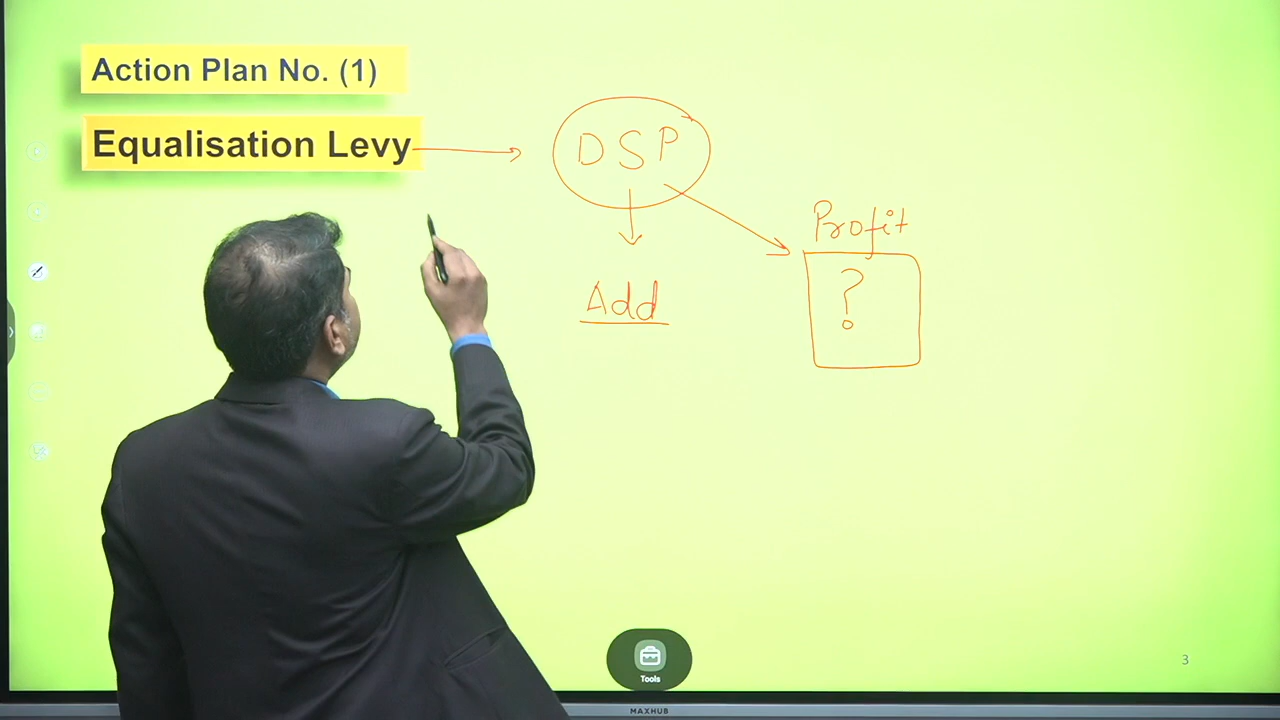 Action Plan No. (1)
Equalisation Levy
DSP
Profit
?
Add
Tools
3
MAXHUB